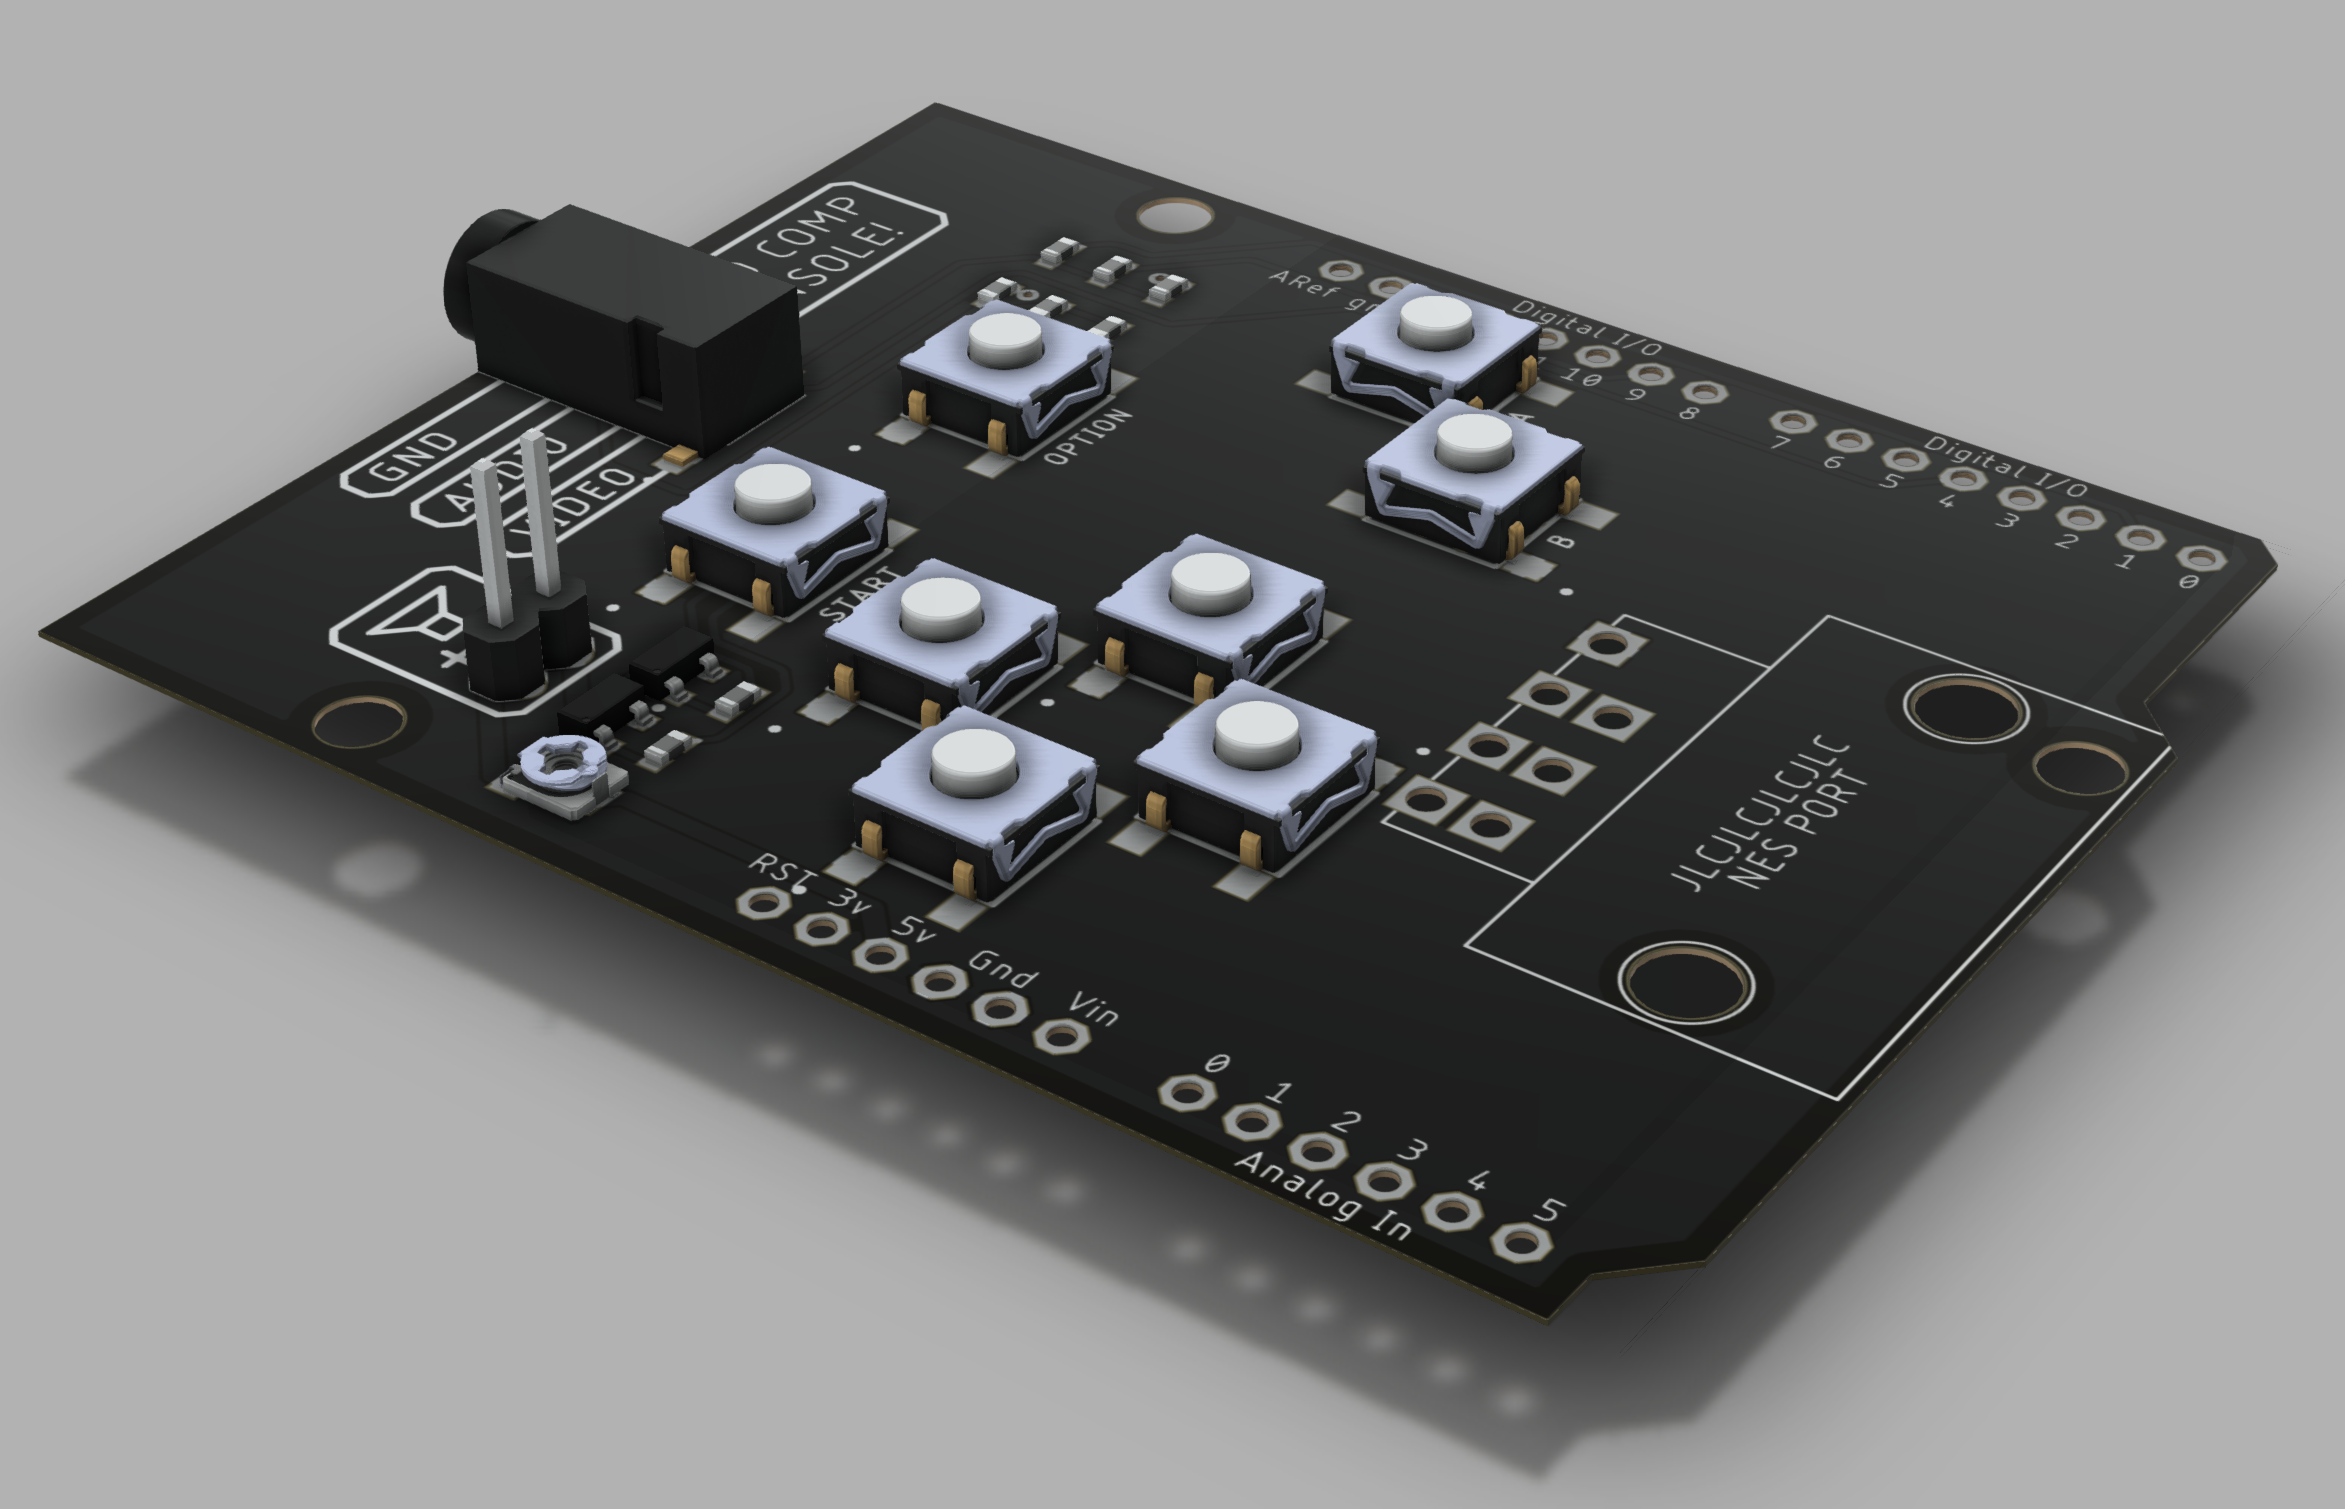 COMP
SOLE!
GND
AUDIO
VIDEO
+
OPTION
START
A
B
ARef
Digital I/O
10 9 8
Digital I/O
7 6 5 4 3 2 1 0
JLCJLCJLCJLC
NES PORT
RST 3v 5v Gnd Vin
0 1 2 3 4 5
Analog In